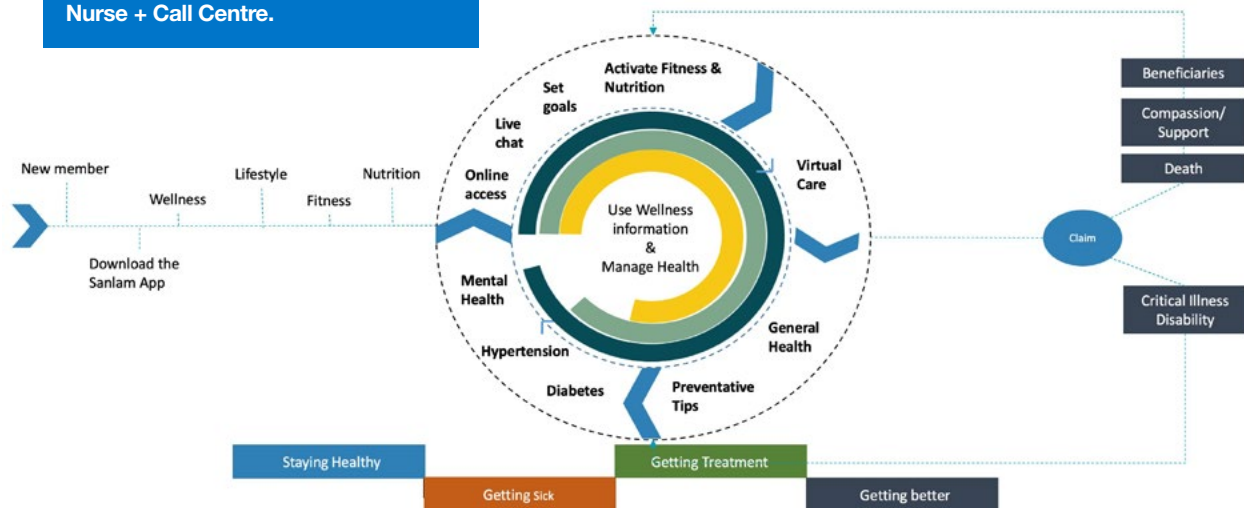 Nurse + Call Centre.
New member
Wellness
Lifestyle
Fitness
Nutrition
Download the
Sanlam App
Online
access
Live
chat
Set
goals
Activate Fitness &
Nutrition
Virtual
Care
General
Health
Preventative
Tips
Diabetes
Hypertension
Mental
Health
Use Wellness
information
&
Manage Health
Claim
Beneficiaries
Compassion/
Support
Death
Critical Illness
Disability
Staying Healthy
Getting Sick
Getting Treatment
Getting better